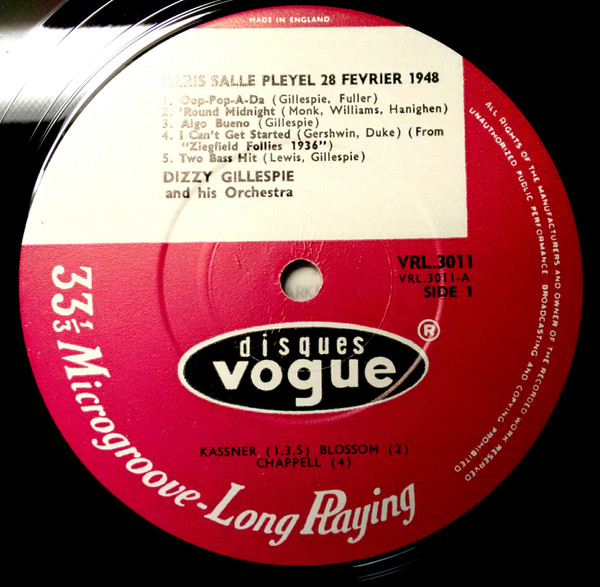 MADE IN ENGLAND
PARIS SALLE PLEYEL 28 FEVRIER 1948
1. Oop-Pop-A-Da (Gillespie, Fuller)
2. 'Round Midnight (Monk, Williams, Hanighen)
3. Algo Bueno (Gillespie)
4. I Can't Get Started (Gershwin, Duke) (From
"Ziegfield Follies 1936")
5. Two Bass Hit (Lewis, Gillespie)
DIZZY GILLESPIE
and his Orchestra
VRL.3011
VRL.3011-A
SIDE 1
disques
vogue ®
KASSNER (1,3,5) BLOSSOM (2)
CHAPPELL (4)
33⅓ Microgroove-Long Playing
ALL RIGHTS OF THE MANUFACTURERS AND OWNER OF THE RECORDED WORK RESERVED
UNAUTHORIZED PUBLIC PERFORMANCE BROADCASTING AND COPYING PROHIBITED